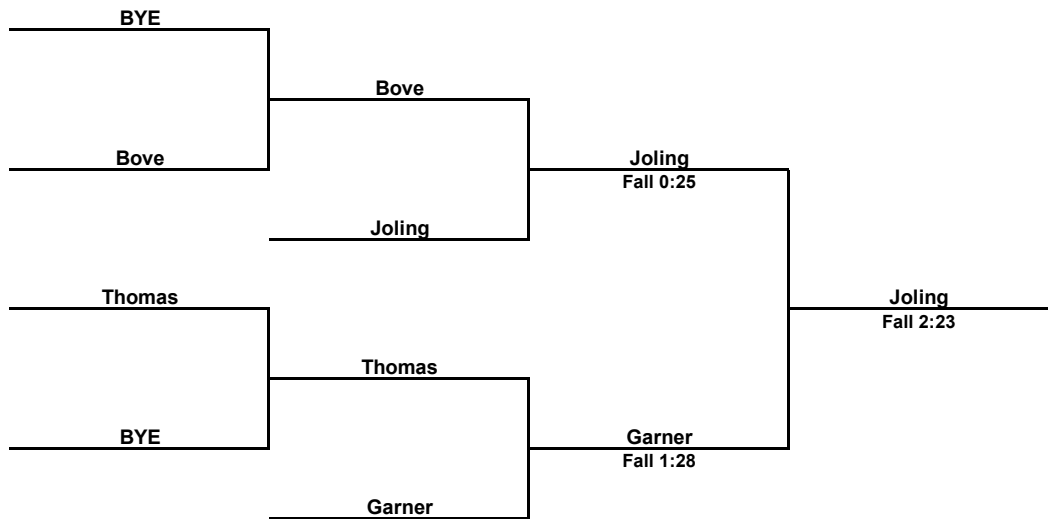 BYE
Bove
Bove
Joling
Fall 0:25
Joling
Thomas
Joling
Fall 2:23
Thomas
BYE
Garner
Fall 1:28
Garner